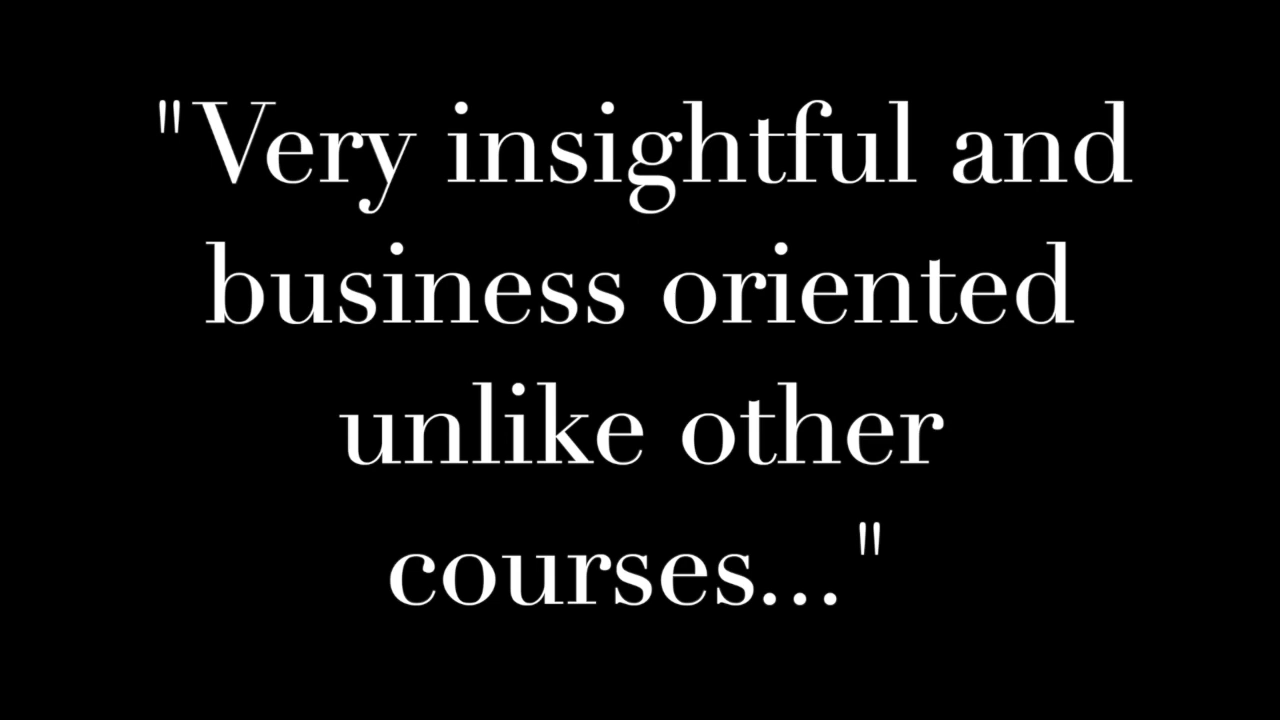 "Very insightful and
business oriented
unlike other
courses..."